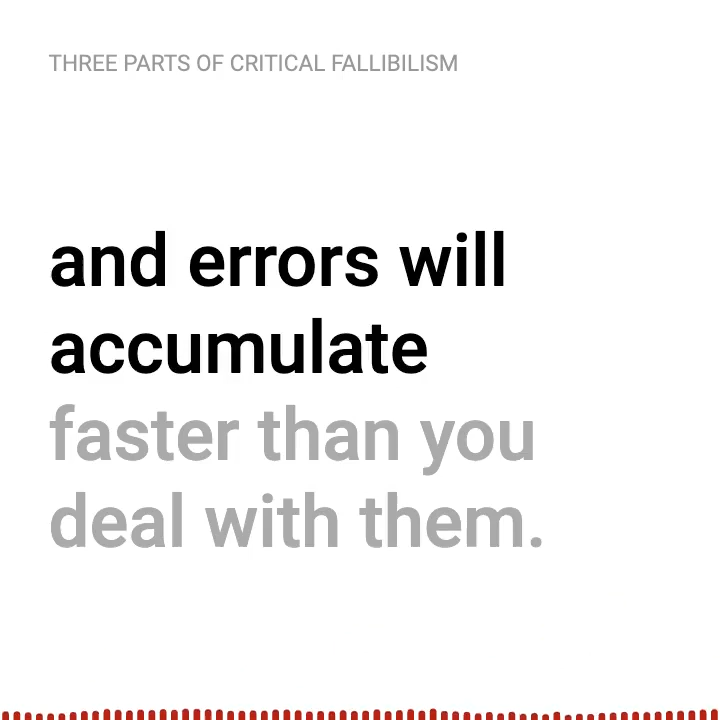 THREE PARTS OF CRITICAL FALLIBILISM
and errors will
accumulate
faster than you
deal with them.